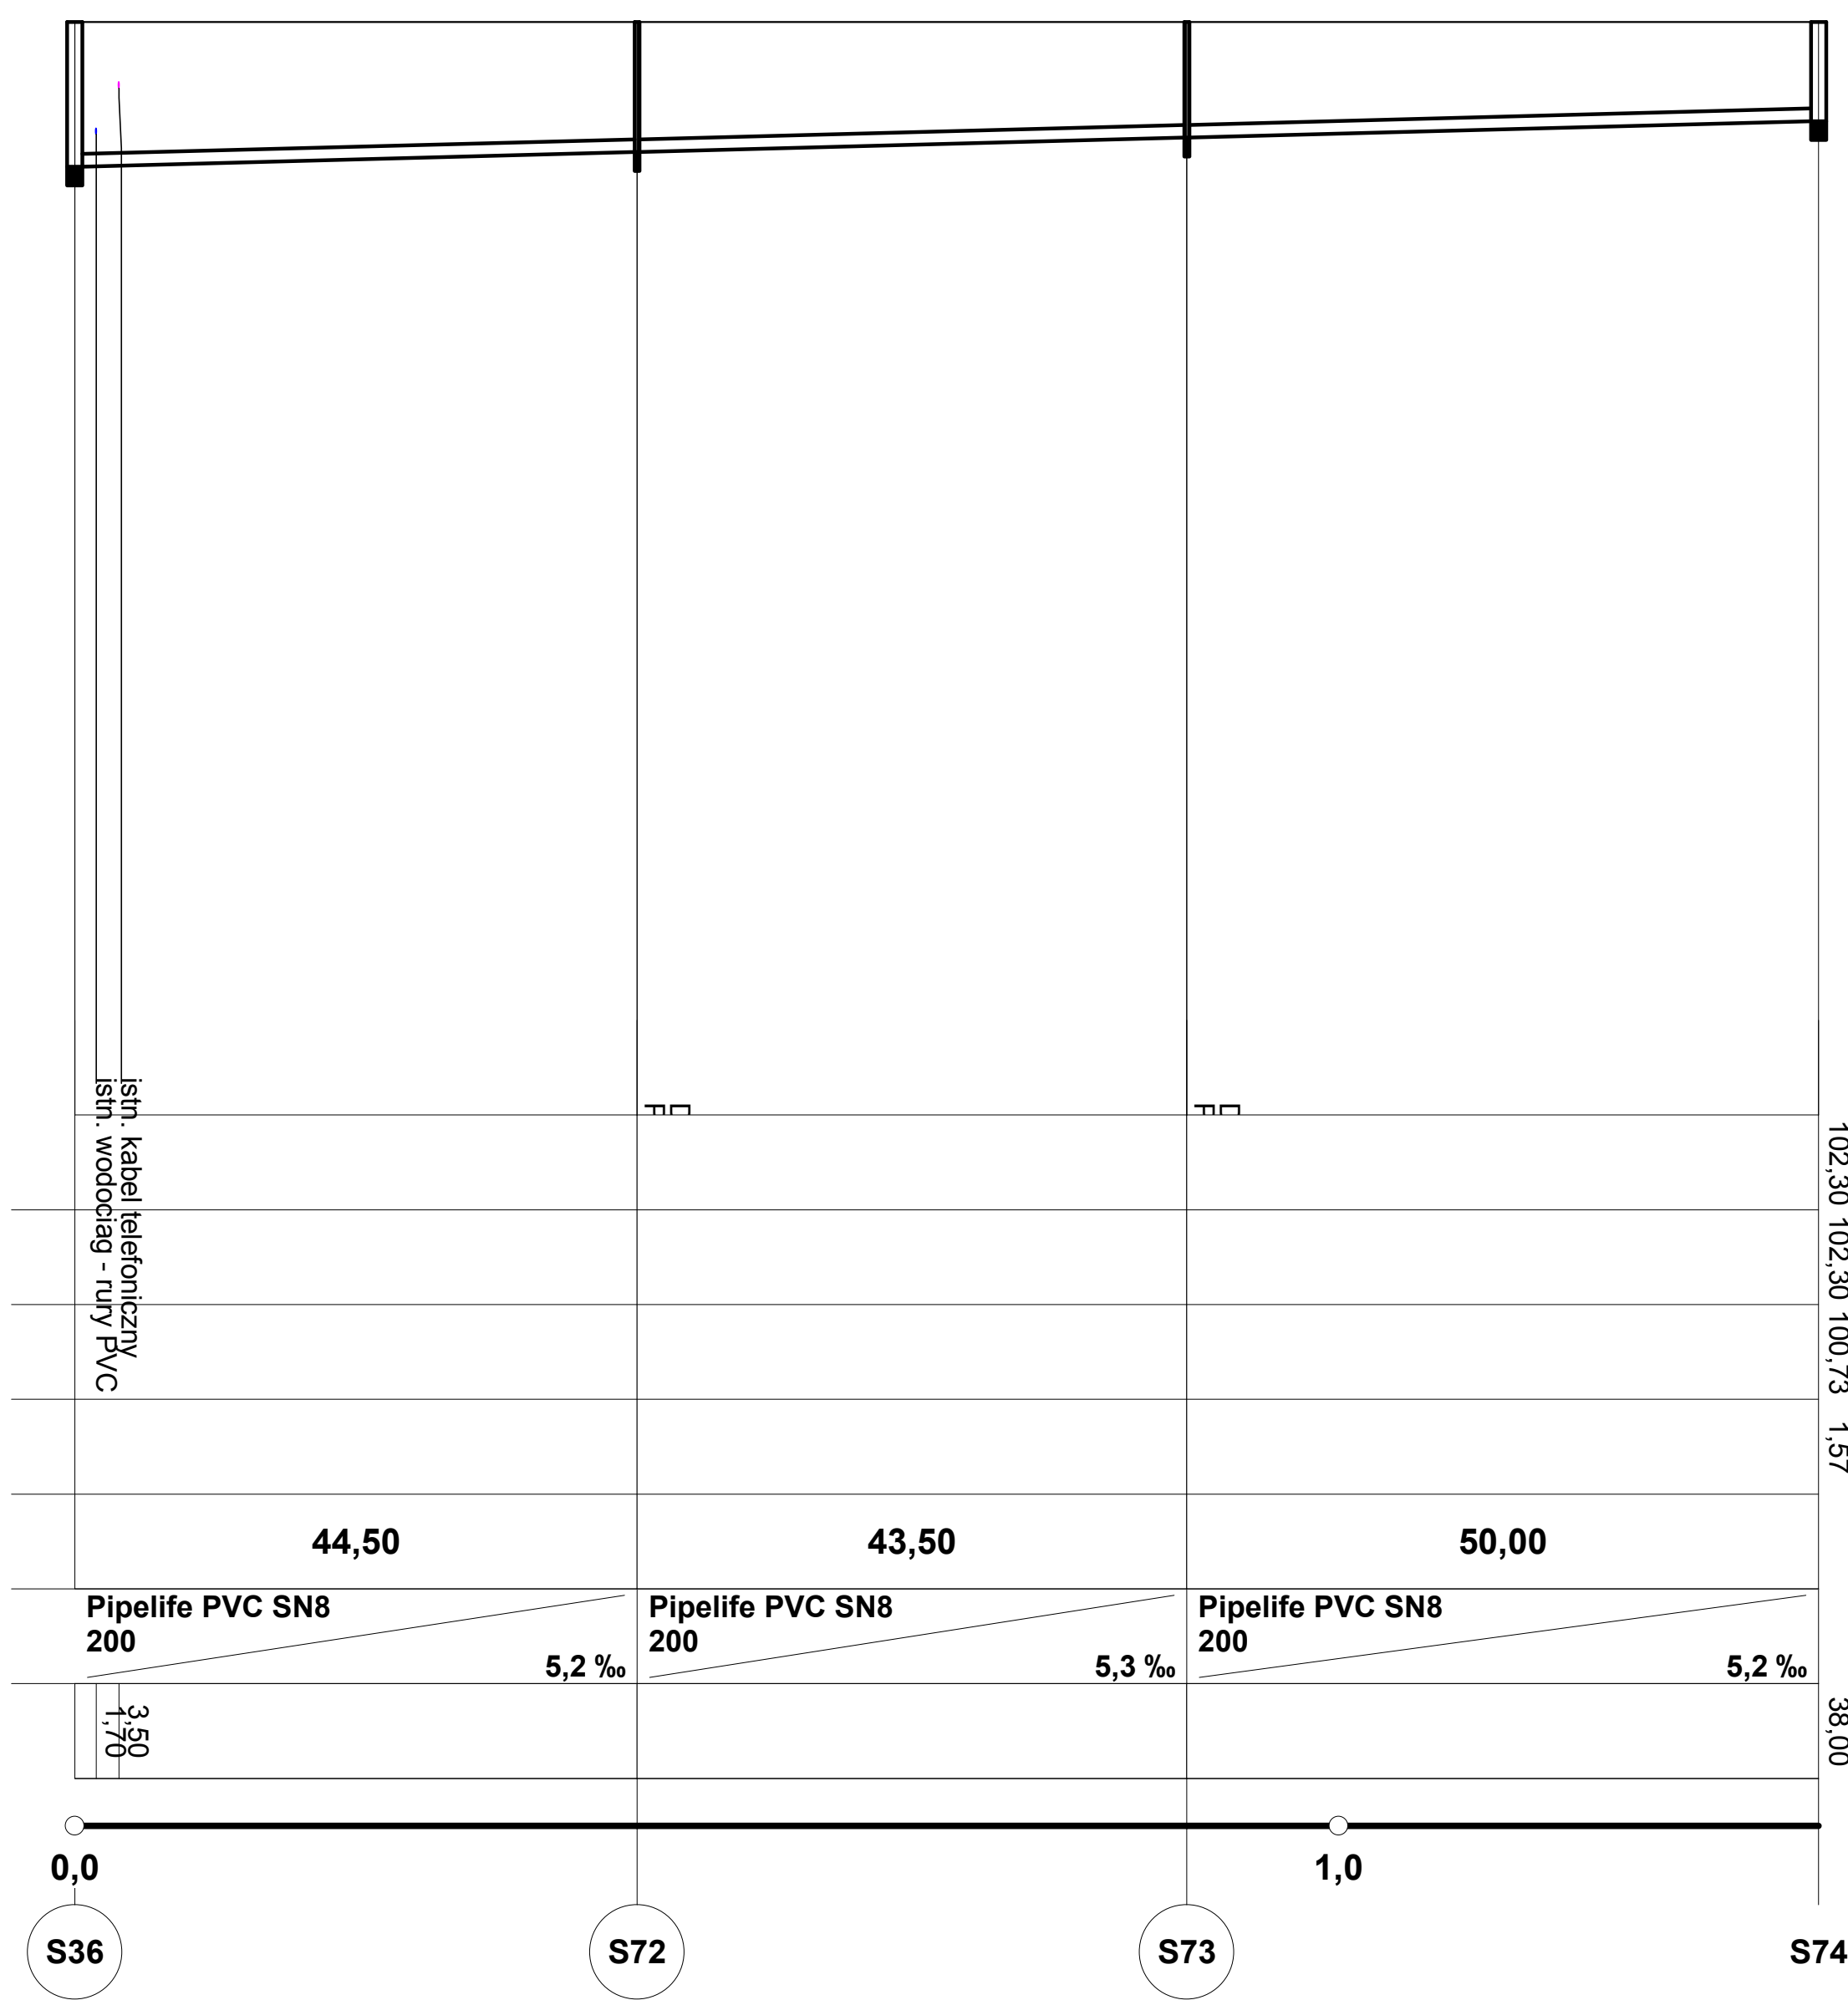 istn. wodociag - rury PVC
istn. kabel telefoniczny
102,30
102,30
100,73
1,57
44,50
43,50
50,00
Pipelife PVC SN8
200
5,2 ‰
Pipelife PVC SN8
200
5,3 ‰
Pipelife PVC SN8
200
5,2 ‰
1,70
3,50
38,00
0,0
1,0
S36
S72
S73
S74